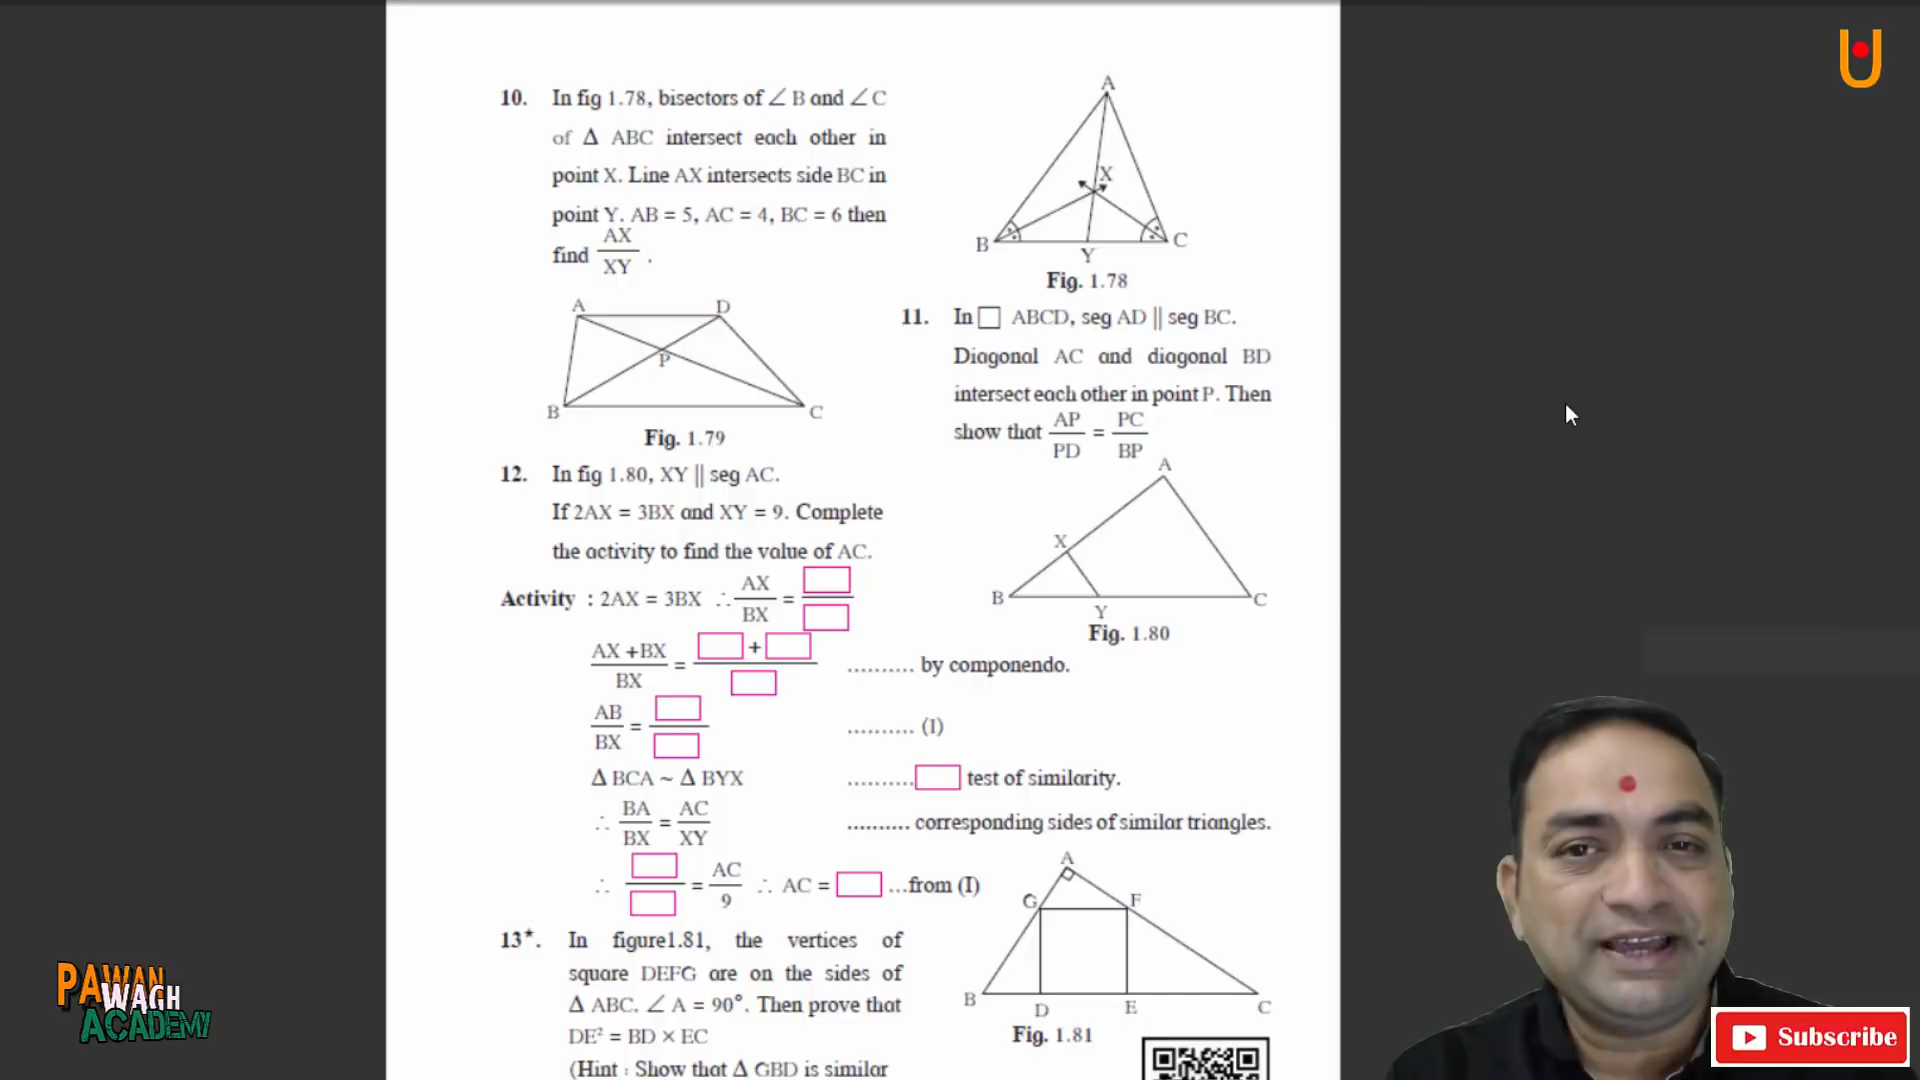 10. In fig 1.78, bisectors of ∠ B and ∠ C
of Δ ABC intersect each other in
point X. Line AX intersects side BC in
point Y. AB = 5, AC = 4, BC = 6 then
find AX/XY .
A
X
B
Y
C
Fig. 1.78
A
D
P
B
C
Fig. 1.79
11. In □ ABCD, seg AD || seg BC.
Diagonal AC and diagonal BD
intersect each other in point P. Then
show that AP/PD = PC/BP
12. In fig 1.80, XY || seg AC.
If 2AX = 3BX and XY = 9. Complete
the activity to find the value of AC.
A
X
B
Y
C
Fig. 1.80
Activity : 2AX = 3BX ∴ AX/BX = □/□
AX +BX/BX = □ + □/□ .......... by componendo.
AB/BX = □/□ .......... (I)
Δ BCA ~ Δ BYX ..........□ test of similarity.
∴ BA/BX = AC/XY .......... corresponding sides of similar triangles.
∴ □/□ = AC/9 ∴ AC = □ ...from (I)
13★. In figure1.81, the vertices of
square DEFG are on the sides of
Δ ABC. ∠ A = 90°. Then prove that
DE² = BD × EC
(Hint : Show that Δ GBD is similar
A
G
F
B
D
E
C
Fig. 1.81
PAWAN
WAGH
ACADEMY
Subscribe